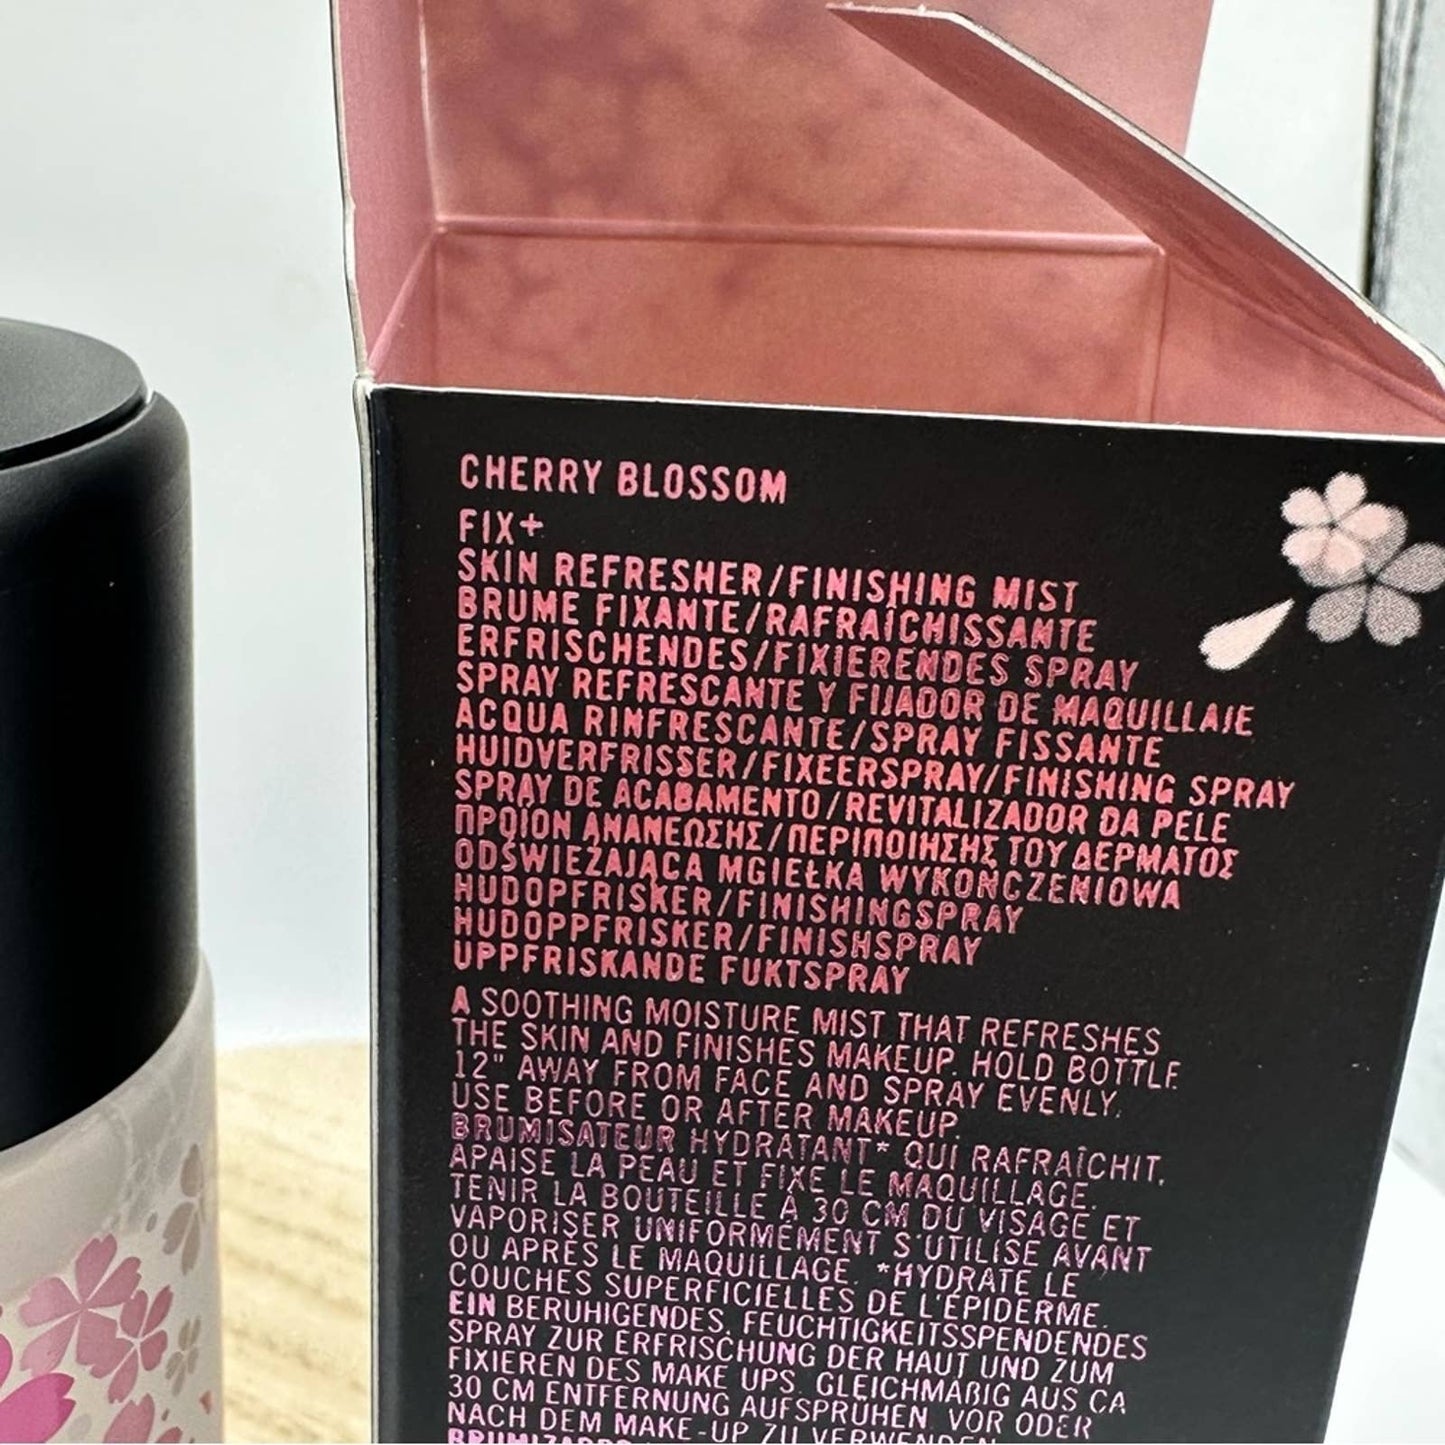 CHERRY BLOSSOM
FIX+
SKIN REFRESHER/FINISHING MIST
BRUME FIXANTE/RAFRAÎCHISSANTE
ERFRISCHENDES/FIXIERENDES SPRAY
SPRAY REFRESCANTE Y FIJADOR DE MAQUILLAJE
ACQUA RINFRESCANTE/SPRAY FISSANTE
HUIDVERFRISSER/FIXEERSPRAY/FINISHING SPRAY
SPRAY DE ACABAMENTO/REVITALIZADOR DA PELE
ΠΡΟΪΟΝ ΑΝΑΝΕΩΣΗΣ/ΠΕΡΙΠΟΙΗΣΗΣ ΤΟΥ ΔΕΡΜΑΤΟΣ
ODŚWIEŻAJĄCA MGIEŁKA WYKOŃCZENIOWA
HUDOPFRISKER/FINISHINGSPRAY
HUDOPPFRISKER/FINISHSPRAY
UPPFRISKANDE FUKTSPRAY
A SOOTHING MOISTURE MIST THAT REFRESHES
THE SKIN AND FINISHES MAKEUP. HOLD BOTTLE
12" AWAY FROM FACE AND SPRAY EVENLY.
USE BEFORE OR AFTER MAKEUP.
BRUMISATEUR HYDRATANT* QUI RAFRAÎCHIT,
APAISE LA PEAU ET FIXE LE MAQUILLAGE.
TENIR LA BOUTEILLE À 30 CM DU VISAGE ET
VAPORISER UNIFORMÉMENT S'UTILISE AVANT
OU APRÈS LE MAQUILLAGE. *HYDRATE LE
COUCHES SUPERFICIELLES DE L'ÉPIDERME.
EIN BERUHIGENDES, FEUCHTIGKEITSSPENDENDES
SPRAY ZUR ERFRISCHUNG DER HAUT UND ZUM
FIXIEREN DES MAKE UPS. GLEICHMÄßIG AUS CA
30 CM ENTFERNUNG AUFSPRÜHEN. VOR ODER
NACH DEM MAKE-UP ZU VERWENDEN.